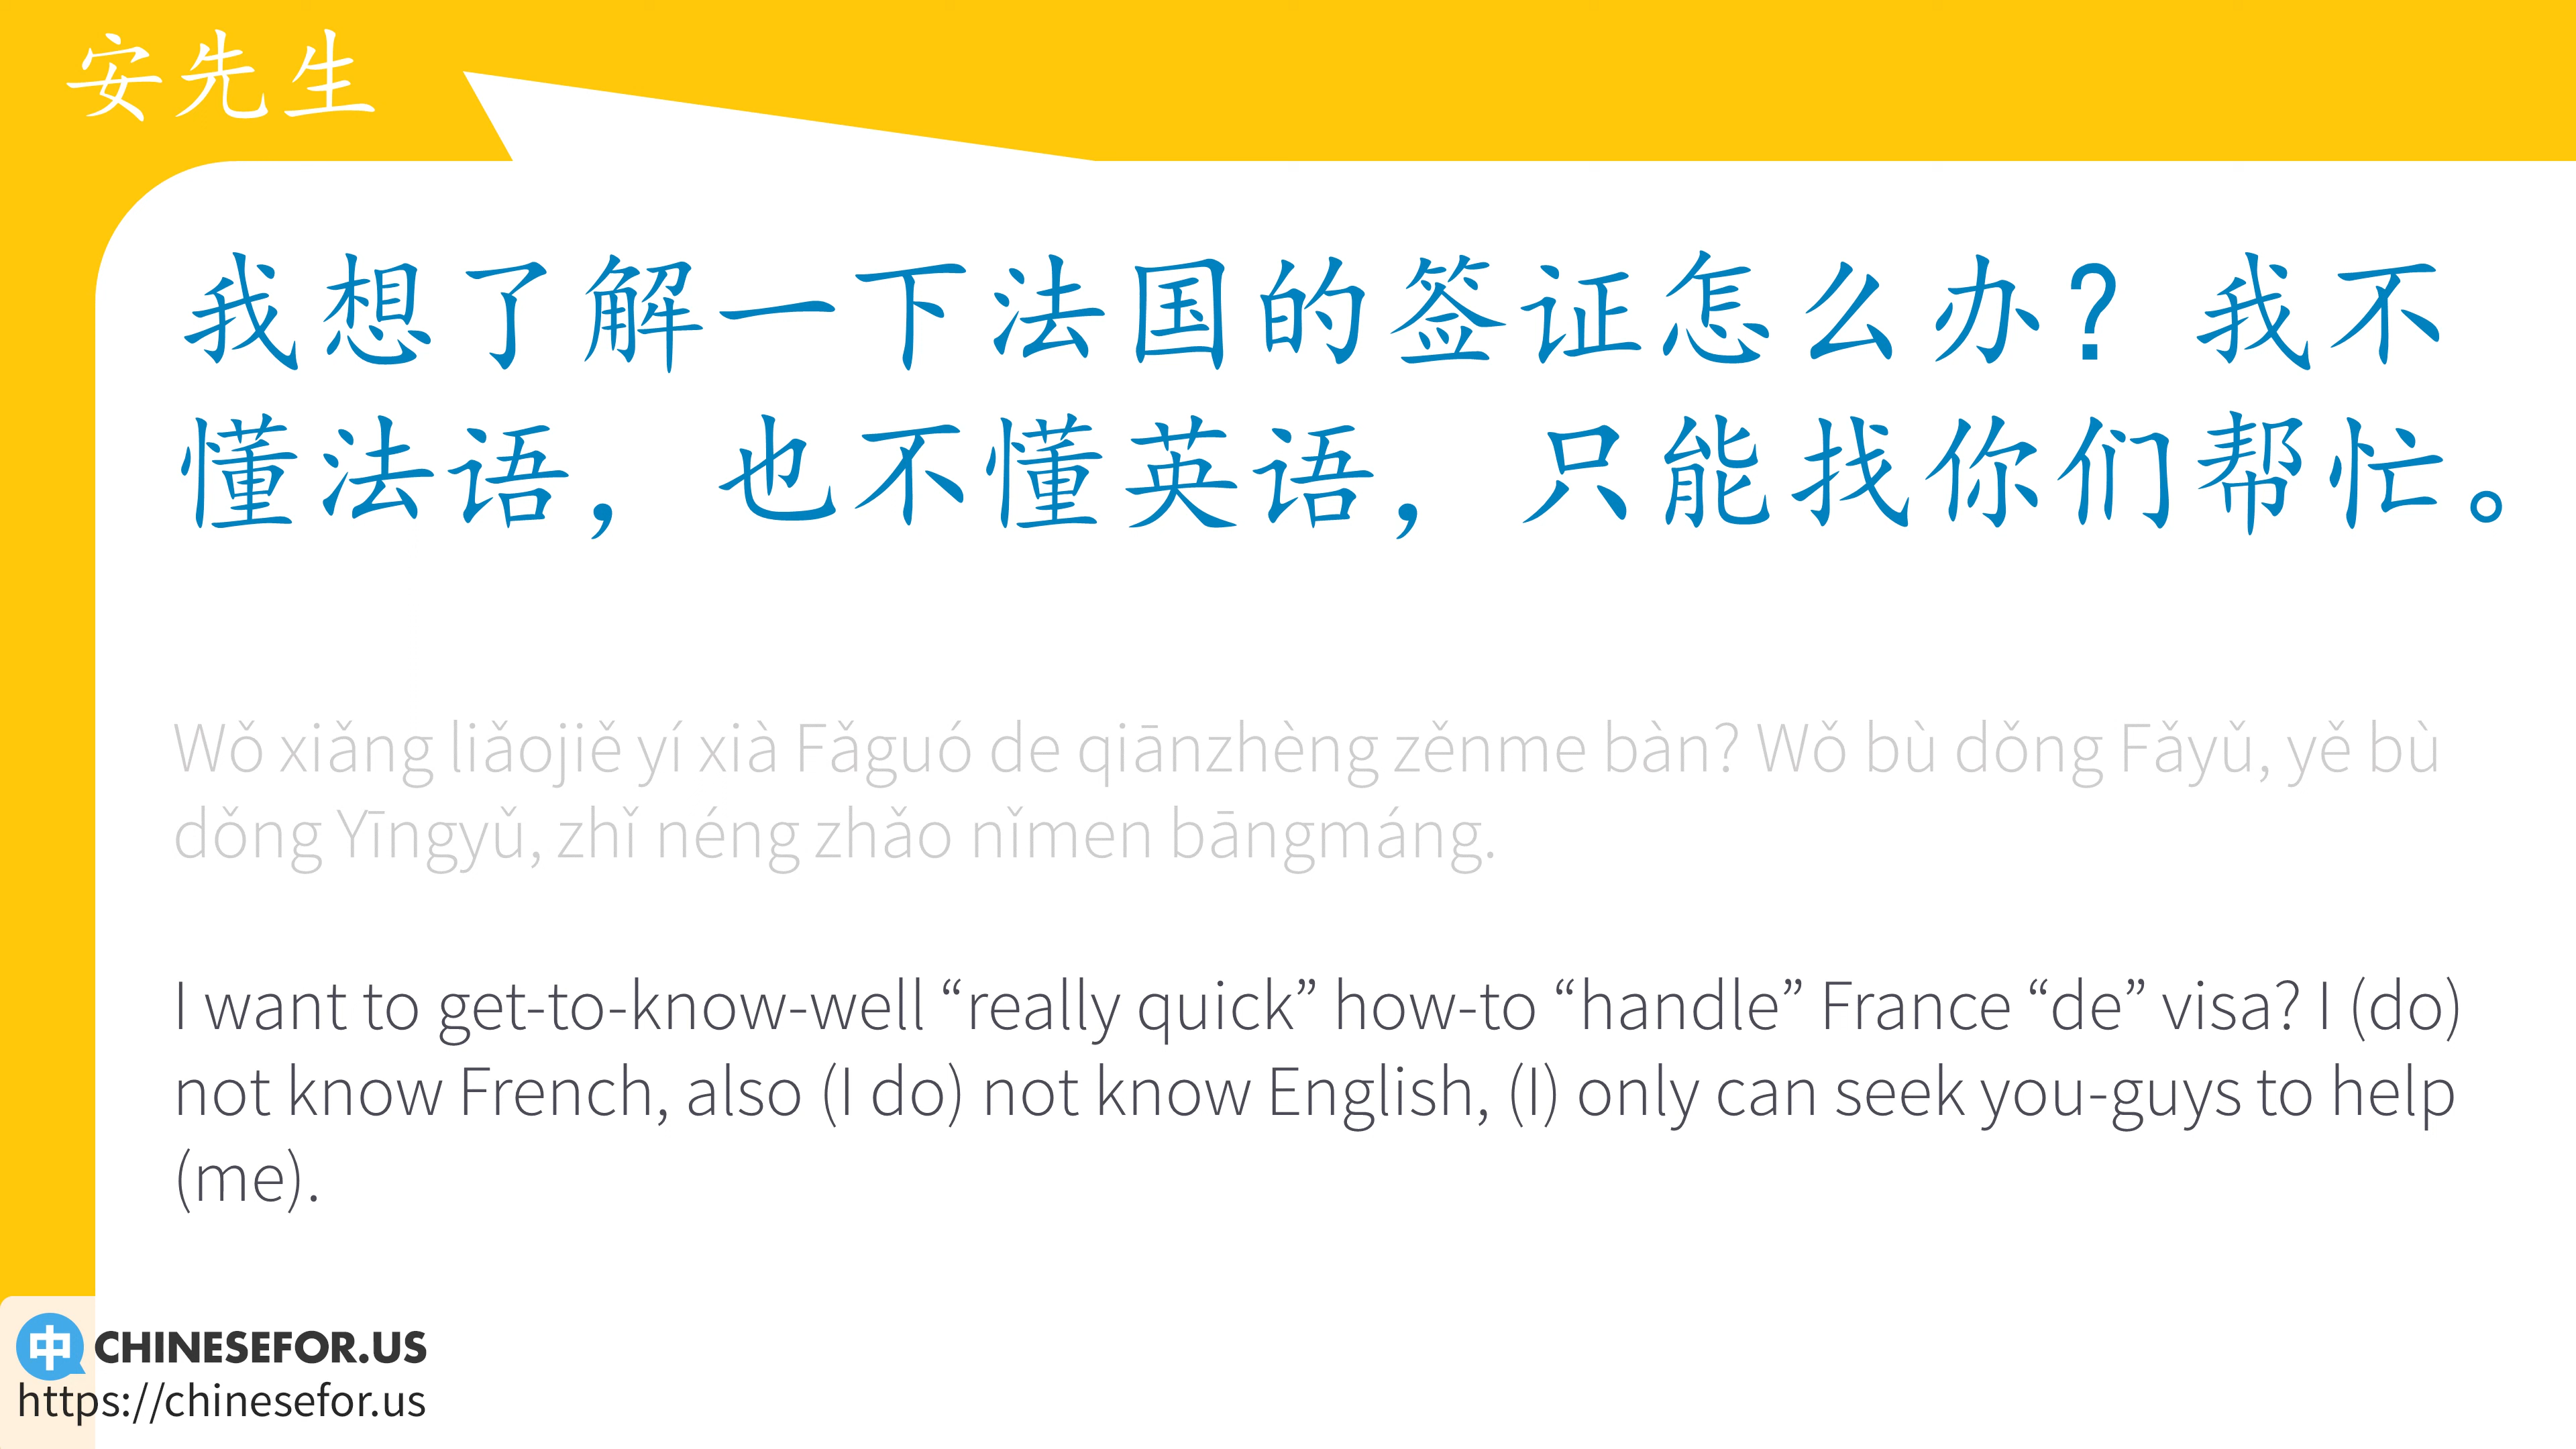 安先生
我想了解一下法国的签证怎么办？我不
懂法语，也不懂英语，只能找你们帮忙。
Wǒ xiǎng liǎojiě yí xià Fǎguó de qiānzhèng zěnme bàn? Wǒ bù dǒng Fǎyǔ, yě bù
dǒng Yīngyǔ, zhǐ néng zhǎo nǐmen bāngmáng.
I want to get-to-know-well “really quick” how-to “handle” France “de” visa? I (do)
not know French, also (I do) not know English, (I) only can seek you-guys to help
(me).
中 CHINESEFOR.US
https://chinesefor.us